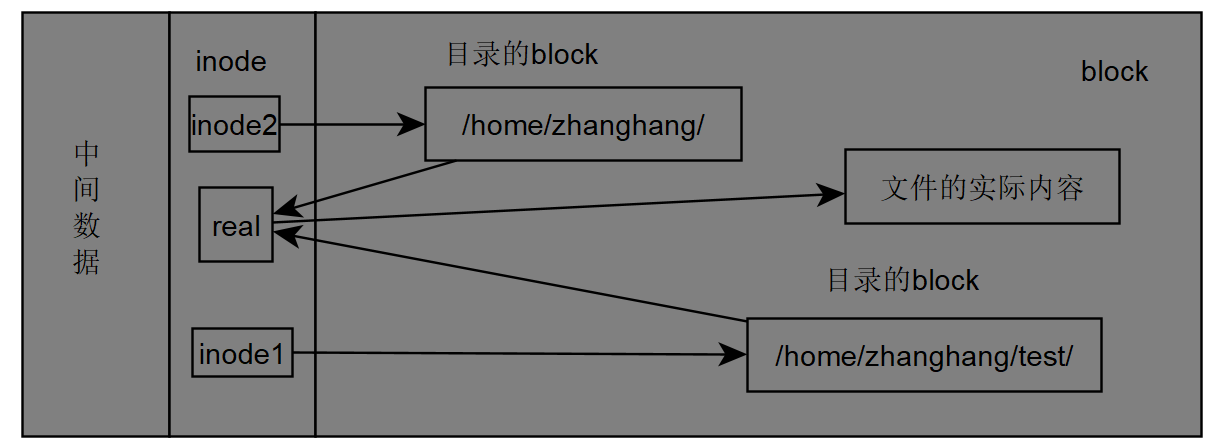 中
间
数
据
inode
inode2
real
inode1
目录的block
/home/zhanghang/
block
文件的实际内容
目录的block
/home/zhanghang/test/